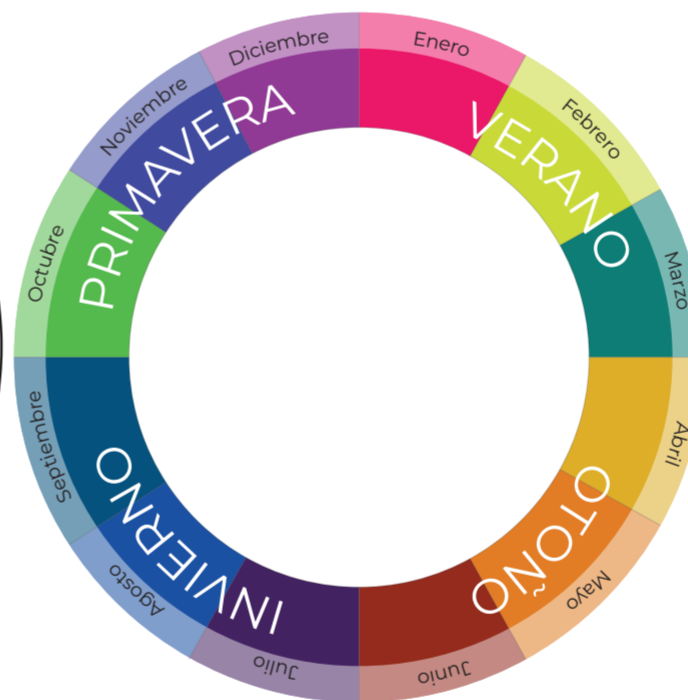 Enero
Febrero
Marzo
Abril
Mayo
Junio
Julio
Agosto
Septiembre
Octubre
Noviembre
Diciembre
VERANO
OTOÑO
INVIERNO
PRIMAVERA